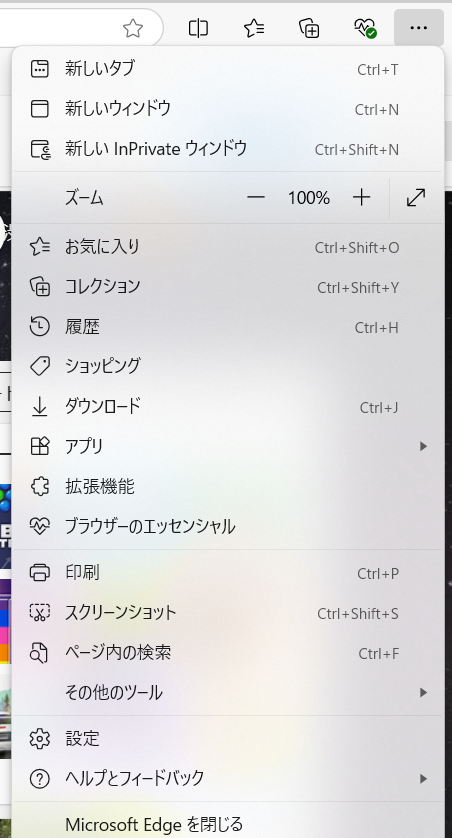 新しいタブ Ctrl+T
新しいウィンドウ Ctrl+N
新しい InPrivate ウィンドウ Ctrl+Shift+N
ズーム 100%
お気に入り Ctrl+Shift+O
コレクション Ctrl+Shift+Y
履歴 Ctrl+H
ショッピング
ダウンロード Ctrl+J
アプリ
拡張機能
ブラウザーのエッセンシャル
印刷 Ctrl+P
スクリーンショット Ctrl+Shift+S
ページ内の検索 Ctrl+F
その他のツール
設定
ヘルプとフィードバック
Microsoft Edge を閉じる